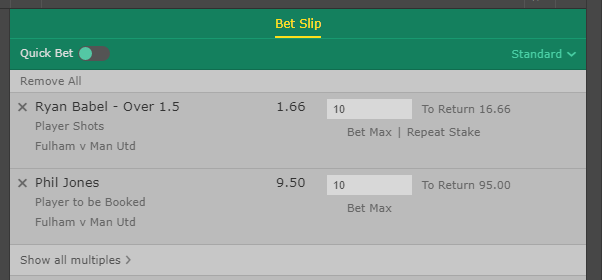 Bet Slip
Quick Bet
Standard
Remove All
Ryan Babel - Over 1.5 1.66 10 To Return 16.66
Player Shots Bet Max | Repeat Stake
Fulham v Man Utd
Phil Jones 9.50 10 To Return 95.00
Player to be Booked Bet Max
Fulham v Man Utd
Show all multiples